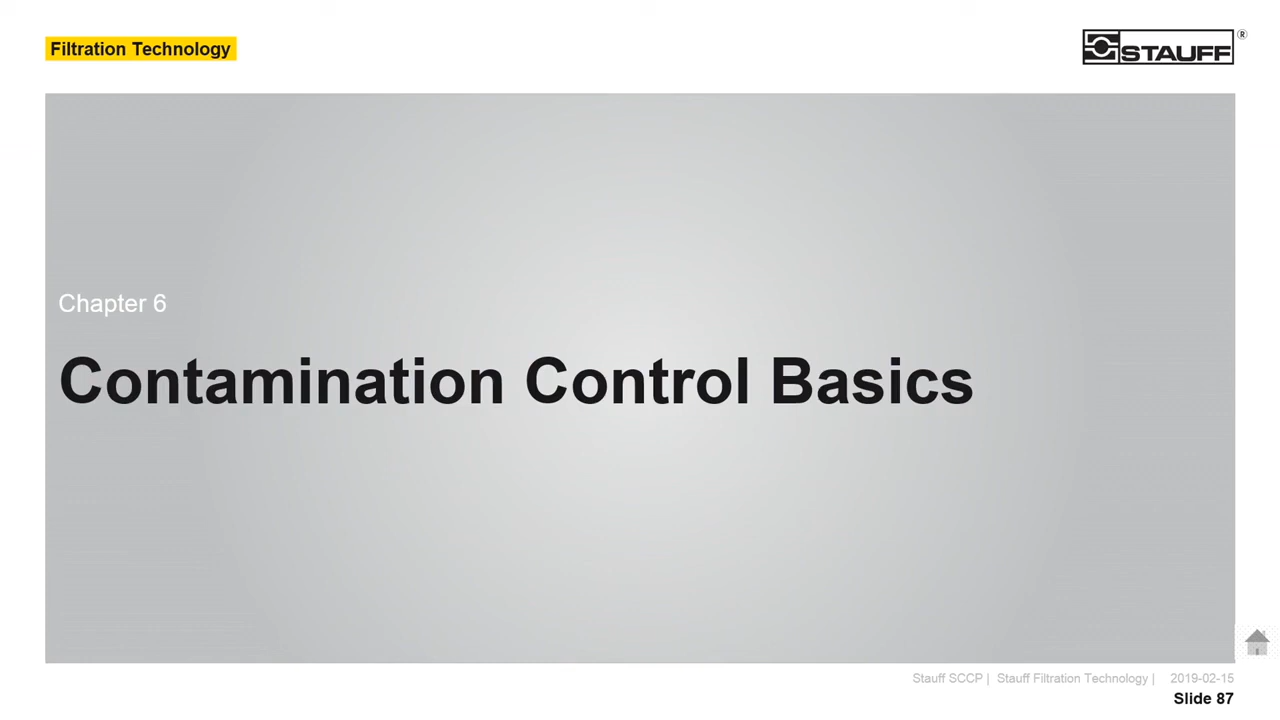 Filtration Technology
STAUFF ®
Chapter 6
Contamination Control Basics
Stauff SCCP | Stauff Filtration Technology | 2019-02-15
Slide 87